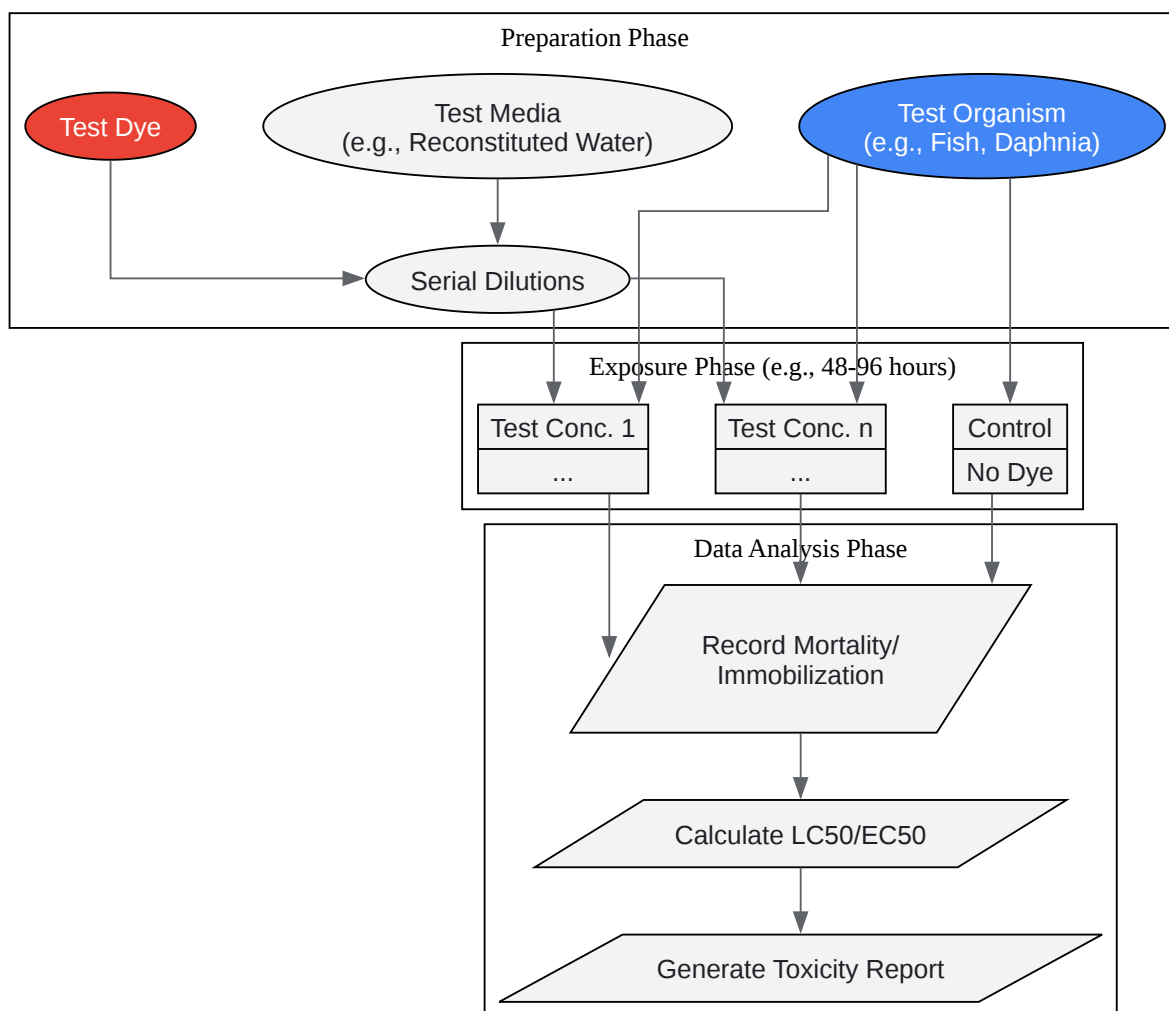 Preparation Phase
Test Dye
Test Media
(e.g., Reconstituted Water)
Test Organism
(e.g., Fish, Daphnia)
Serial Dilutions
Exposure Phase (e.g., 48-96 hours)
Test Conc. 1
...
Test Conc. n
...
Control
No Dye
Data Analysis Phase
Record Mortality/
Immobilization
Calculate LC50/EC50
Generate Toxicity Report